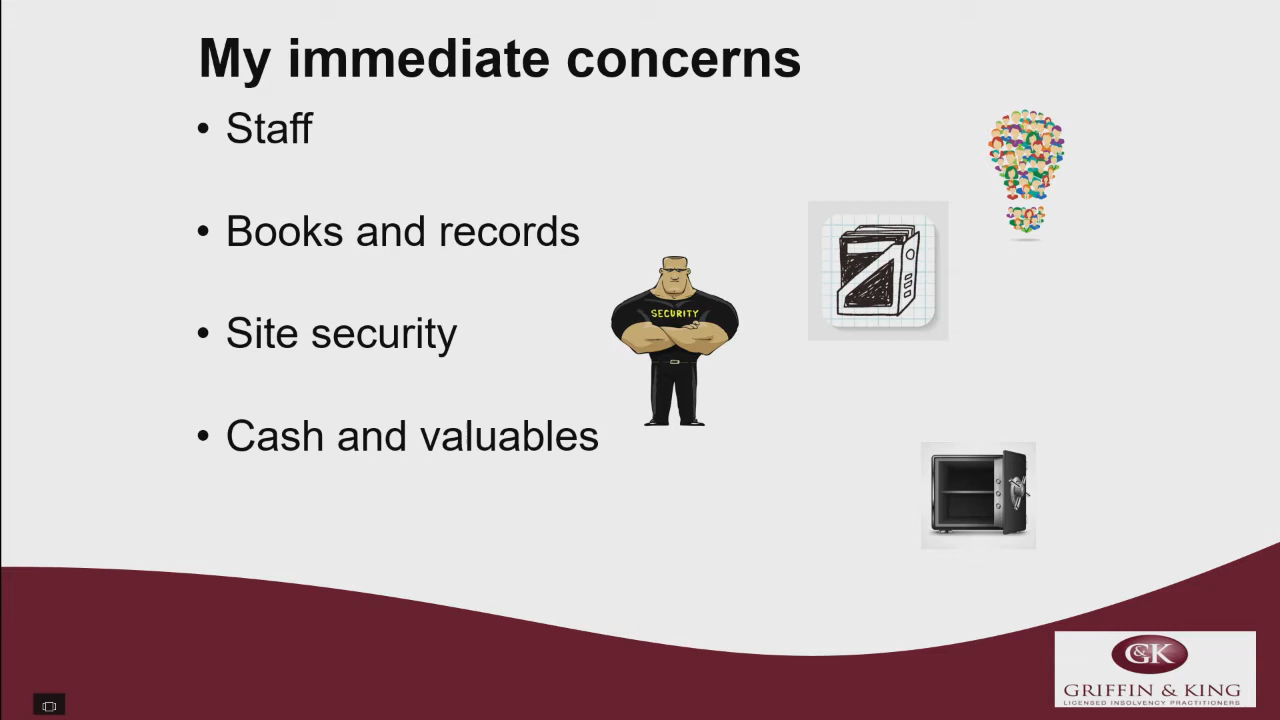 My immediate concerns
• Staff
• Books and records
• Site security
• Cash and valuables
SECURITY
G&K
GRIFFIN & KING
LICENSED INSOLVENCY PRACTITIONERS